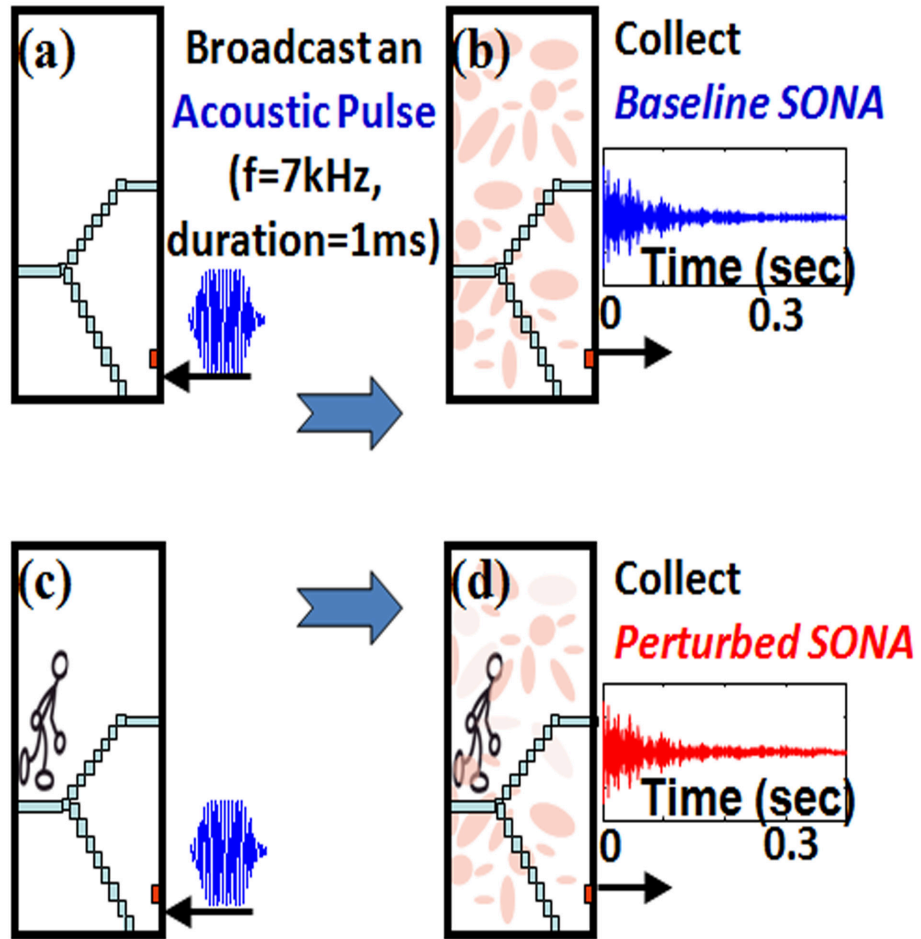 (a)
Broadcast an
Acoustic Pulse
(f=7kHz,
duration=1ms)
(b)
Collect
Baseline SONA
Time (sec)
0
0.3
(c)
(d)
Collect
Perturbed SONA
Time (sec)
0
0.3